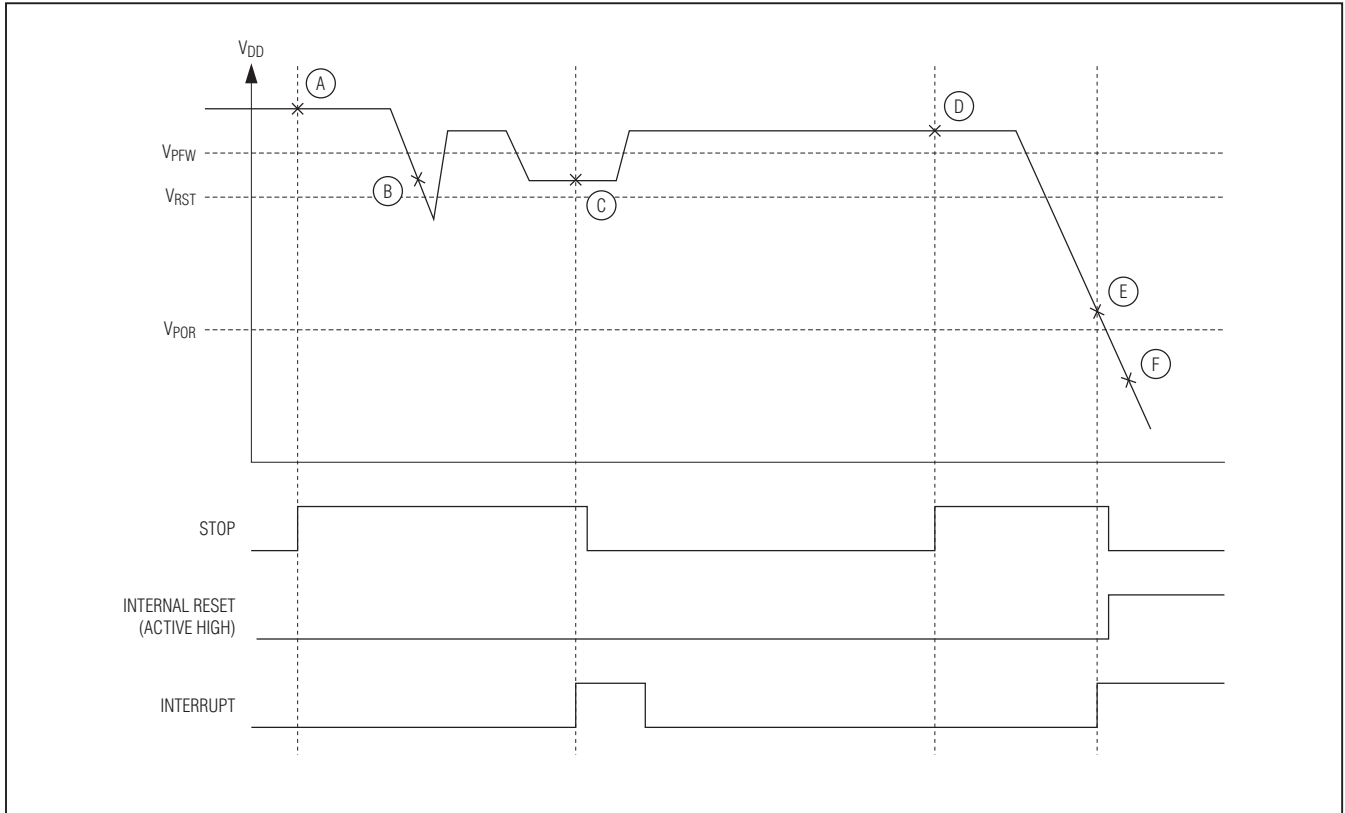 VDD
A
D
VPFW
B
VRST
C
E
VPOR
F
STOP
INTERNAL RESET
(ACTIVE HIGH)
INTERRUPT